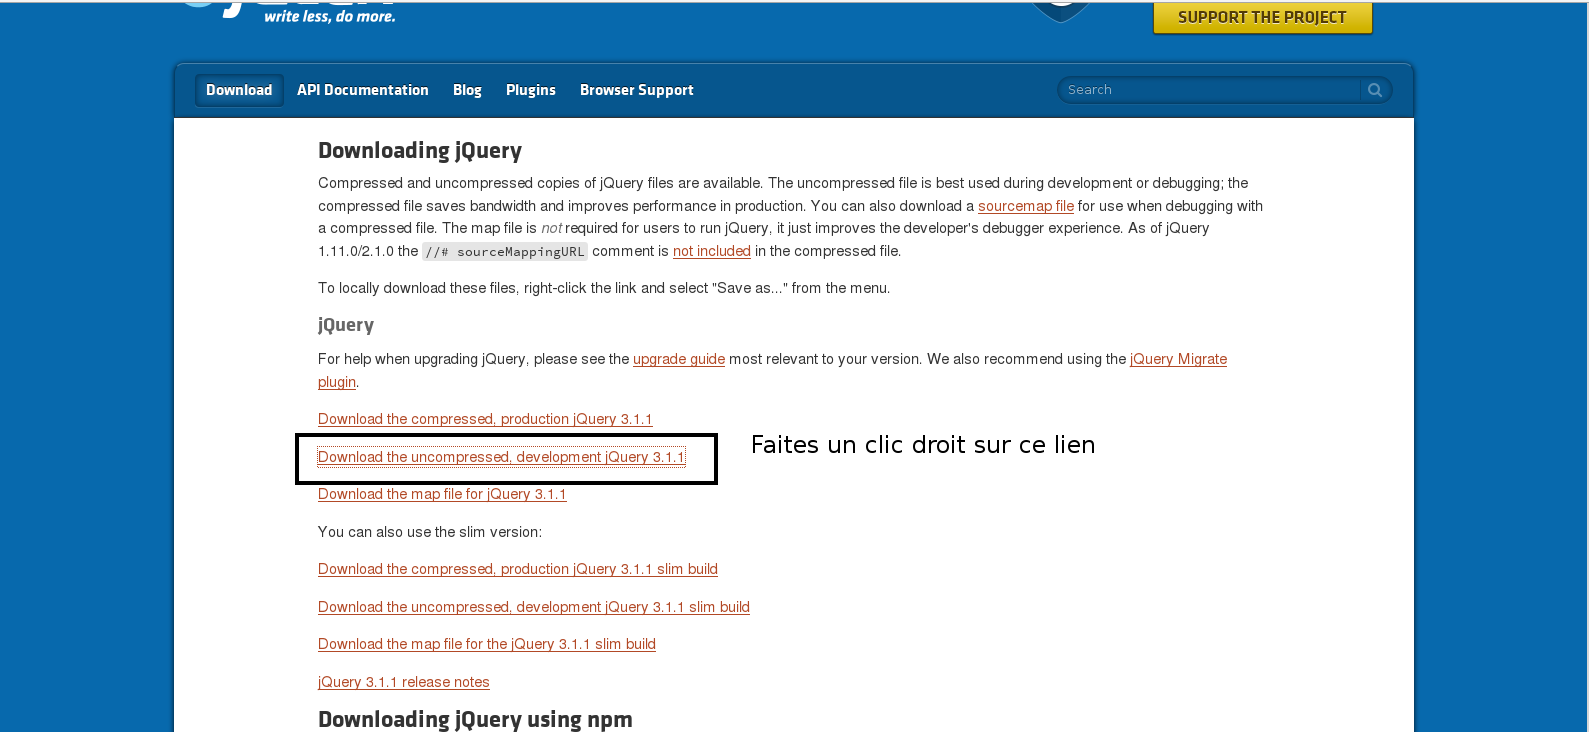 write less, do more.
SUPPORT THE PROJECT
Download API Documentation Blog Plugins Browser Support Search
Downloading jQuery
Compressed and uncompressed copies of jQuery files are available. The uncompressed file is best used during development or debugging; the
compressed file saves bandwidth and improves performance in production. You can also download a sourcemap file for use when debugging with
a compressed file. The map file is not required for users to run jQuery, it just improves the developer's debugger experience. As of jQuery
1.11.0/2.1.0 the //# sourceMappingURL comment is not included in the compressed file.
To locally download these files, right-click the link and select "Save as..." from the menu.
jQuery
For help when upgrading jQuery, please see the upgrade guide most relevant to your version. We also recommend using the jQuery Migrate
plugin.
Download the compressed, production jQuery 3.1.1
Download the uncompressed, development jQuery 3.1.1
Faites un clic droit sur ce lien
Download the map file for jQuery 3.1.1
You can also use the slim version:
Download the compressed, production jQuery 3.1.1 slim build
Download the uncompressed, development jQuery 3.1.1 slim build
Download the map file for the jQuery 3.1.1 slim build
jQuery 3.1.1 release notes
Downloading jQuery using npm